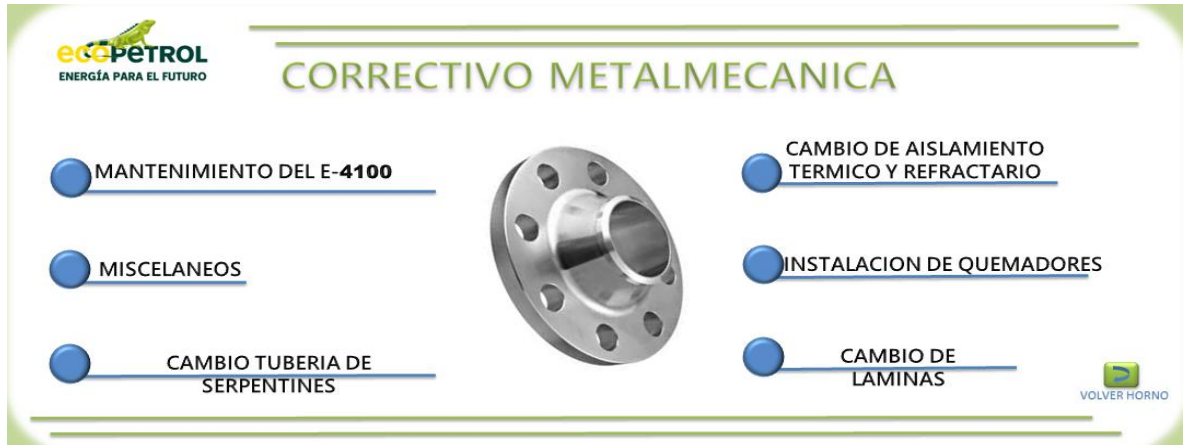 ecoPETROL
ENERGÍA PARA EL FUTURO
CORRECTIVO METALMECANICA
MANTENIMIENTO DEL E-4100
MISCELANEOS
CAMBIO TUBERIA DE
SERPENTINES
CAMBIO DE AISLAMIENTO
TERMICO Y REFRACTARIO
INSTALACION DE QUEMADORES
CAMBIO DE
LAMINAS
VOLVER HORNO